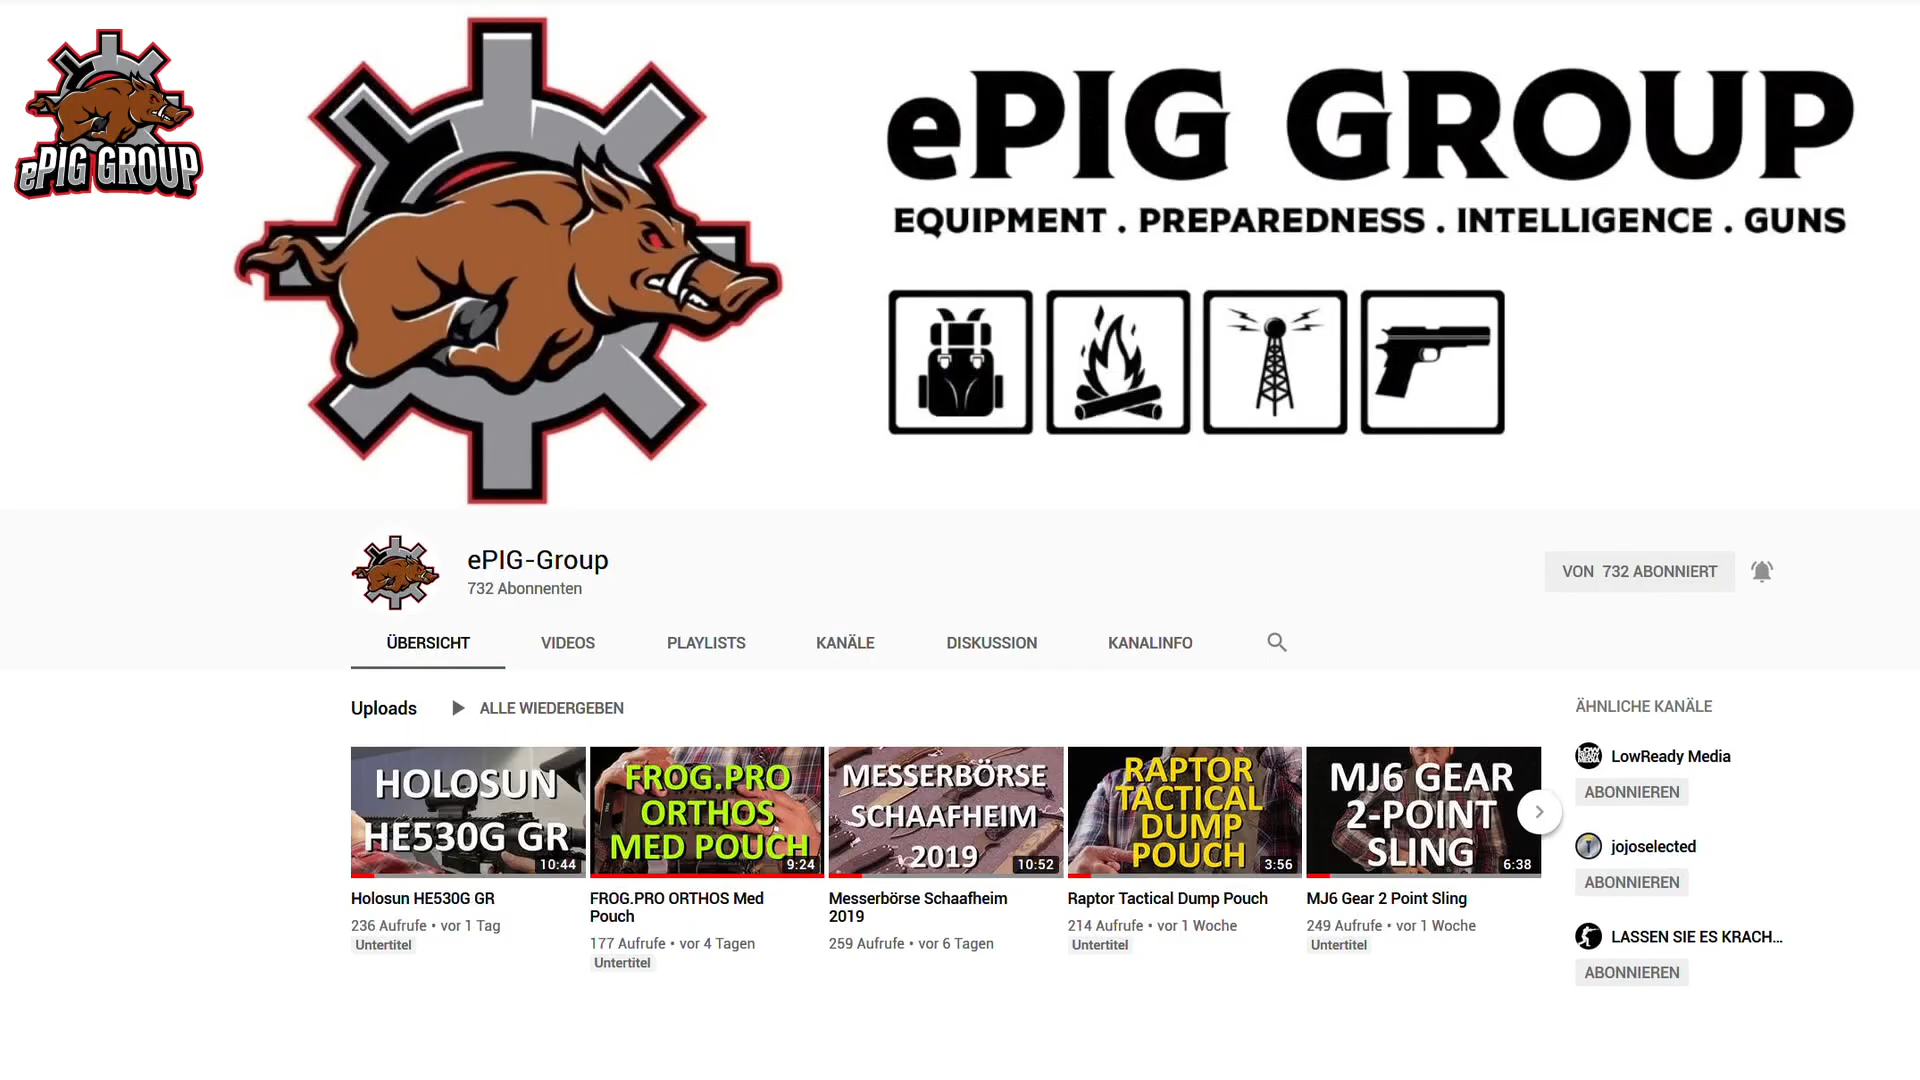 ePIG GROUP
ePIG GROUP
EQUIPMENT . PREPAREDNESS . INTELLIGENCE . GUNS
ePIG-Group
732 Abonnenten
VON 732 ABONNIERT
ÜBERSICHT
VIDEOS
PLAYLISTS
KANÄLE
DISKUSSION
KANALINFO
Uploads
ALLE WIEDERGEBEN
HOLOSUN
HE530G GR
10:44
Holosun HE530G GR
236 Aufrufe • vor 1 Tag
Untertitel
FROG.PRO
ORTHOS
MED POUCH
9:24
FROG.PRO ORTHOS Med
Pouch
177 Aufrufe • vor 4 Tagen
Untertitel
MESSERBÖRSE
SCHAAFHEIM
2019
10:52
Messerbörse Schaafheim
2019
259 Aufrufe • vor 6 Tagen
RAPTOR
TACTICAL
DUMP
POUCH
3:56
Raptor Tactical Dump Pouch
214 Aufrufe • vor 1 Woche
Untertitel
MJ6 GEAR
2-POINT
SLING
6:38
MJ6 Gear 2 Point Sling
249 Aufrufe • vor 1 Woche
Untertitel
ÄHNLICHE KANÄLE
LOW
READY
MEDIA
LowReady Media
ABONNIEREN
jojoselected
ABONNIEREN
LASSEN SIE ES KRACH...
ABONNIEREN